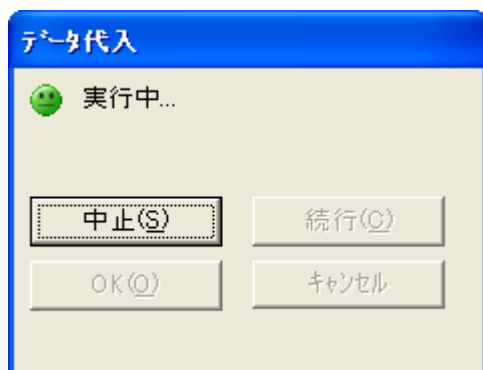 ﾃﾞｰﾀ代入
実行中...
中止(S)
続行(C)
OK(O)
ｷｬﾝｾﾙ